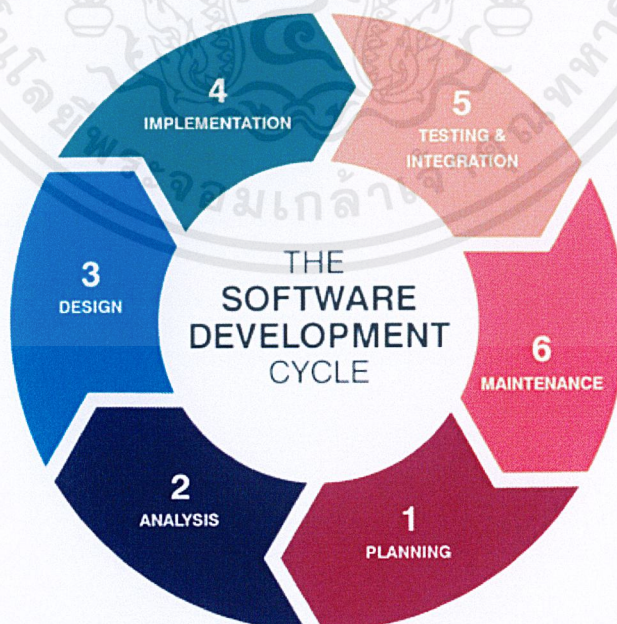 4
IMPLEMENTATION
5
TESTING &
INTEGRATION
3
DESIGN
THE
SOFTWARE
DEVELOPMENT
CYCLE
6
MAINTENANCE
2
ANALYSIS
1
PLANNING